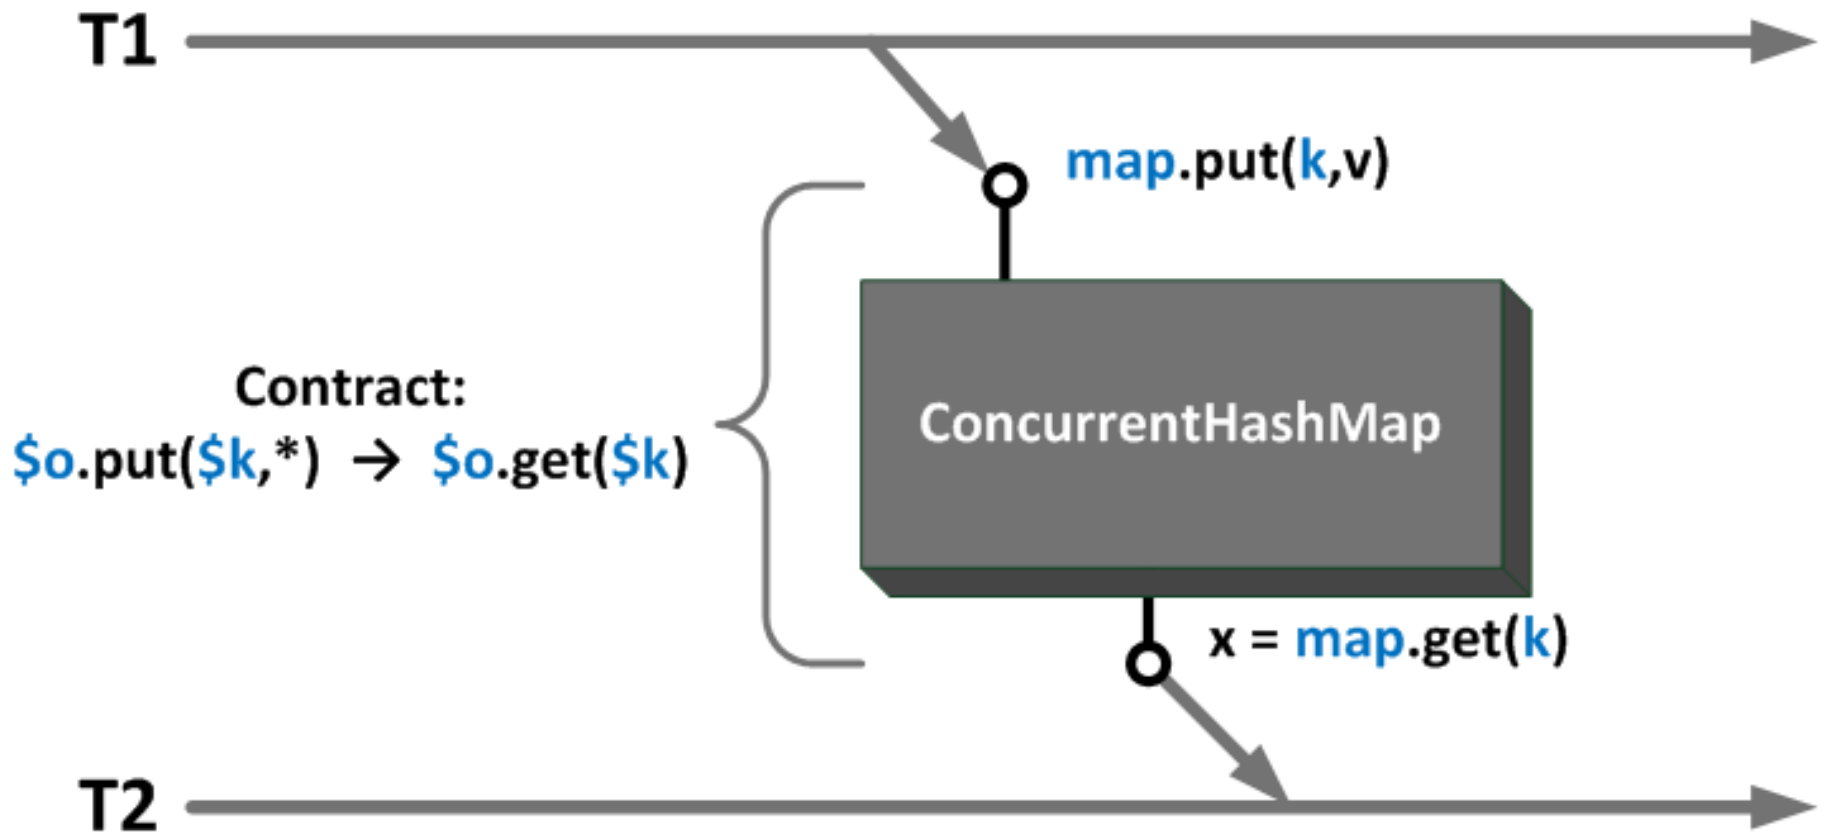 T1
map.put(k,v)
Contract:
$o.put($k,*) → $o.get($k)
ConcurrentHashMap
x = map.get(k)
T2